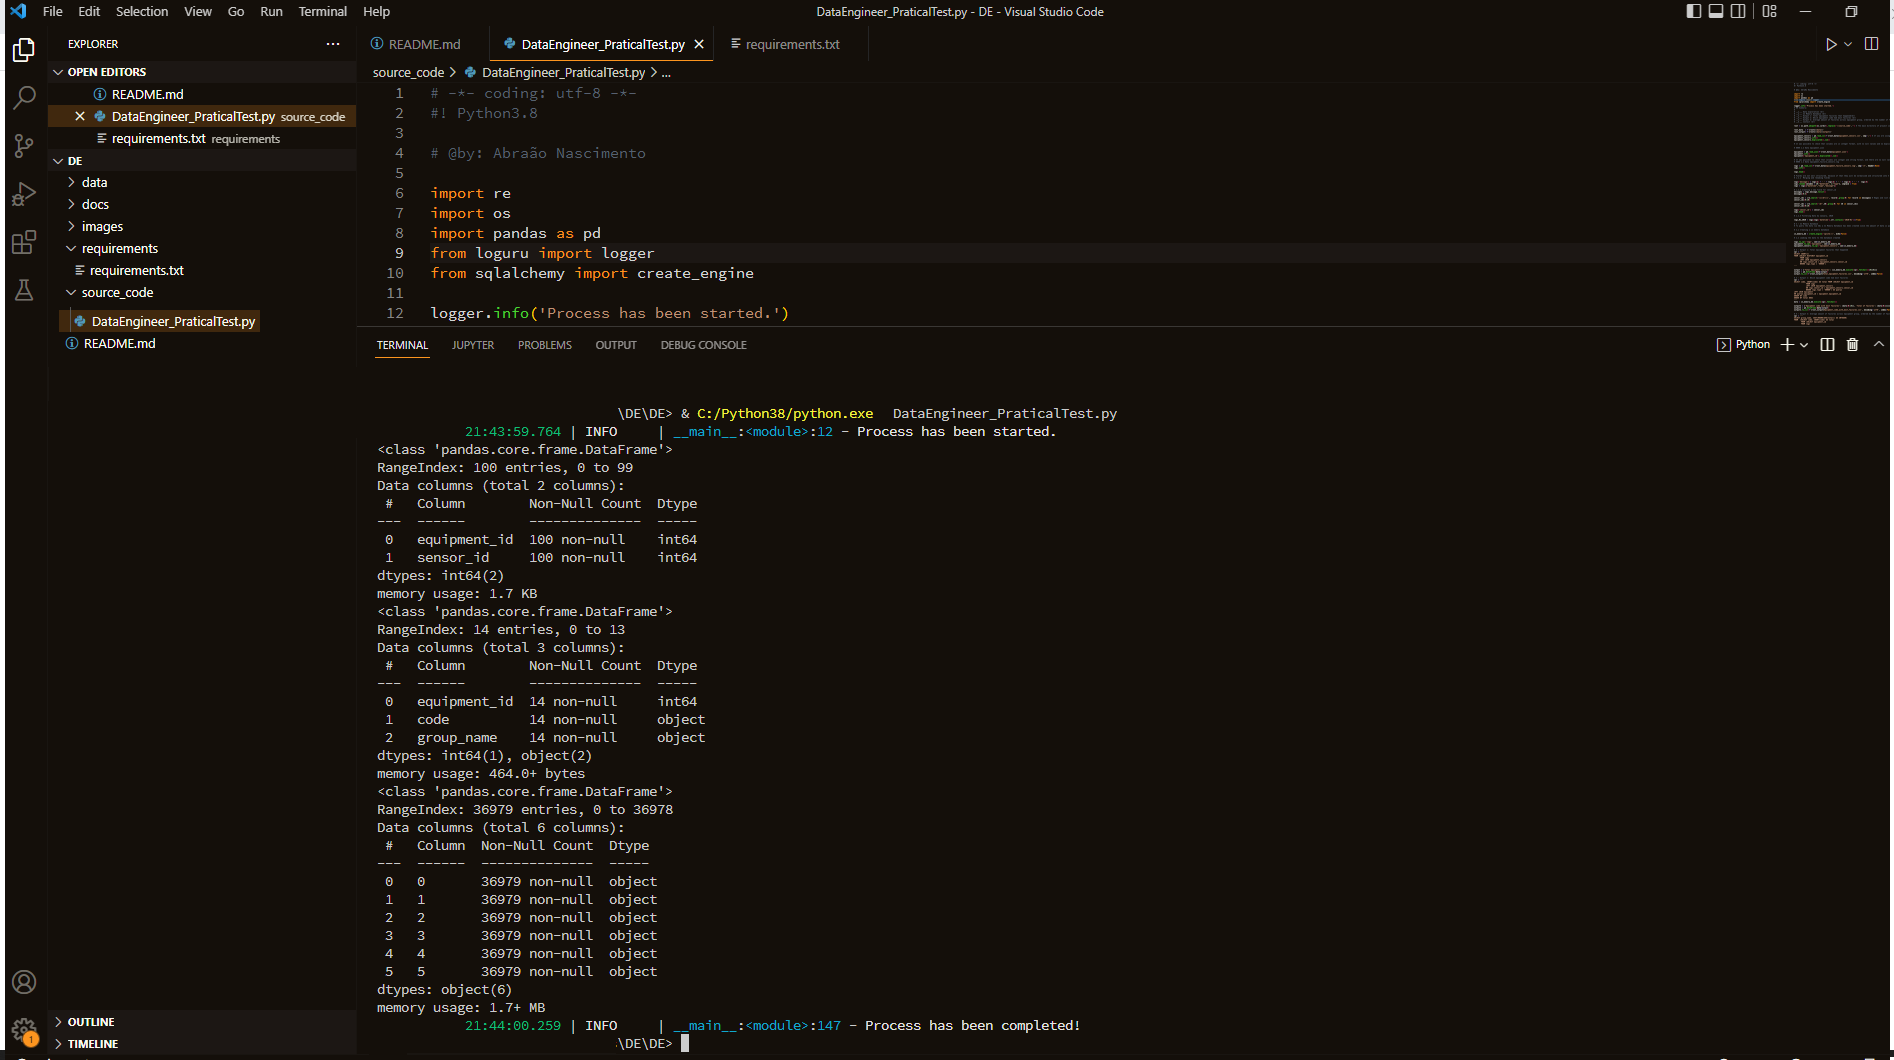 File Edit Selection View Go Run Terminal Help
DataEngineer_PraticalTest.py - DE - Visual Studio Code
EXPLORER
OPEN EDITORS
README.md
DataEngineer_PraticalTest.py source_code
requirements.txt requirements
DE
data
docs
images
requirements
requirements.txt
source_code
DataEngineer_PraticalTest.py
README.md
OUTLINE
TIMELINE
1
README.md DataEngineer_PraticalTest.py requirements.txt
source_code > DataEngineer_PraticalTest.py > ...
1 # -*- coding: utf-8 -*-
2 #! Python3.8
3
4 # @by: Abraão Nascimento
5
6 import re
7 import os
8 import pandas as pd
9 from loguru import logger
10 from sqlalchemy import create_engine
11
12 logger.info('Process has been started.')
TERMINAL JUPYTER PROBLEMS OUTPUT DEBUG CONSOLE
Python
\DE\DE> & C:/Python38/python.exe DataEngineer_PraticalTest.py
21:43:59.764 | INFO | __main__:<module>:12 - Process has been started.
<class 'pandas.core.frame.DataFrame'>
RangeIndex: 100 entries, 0 to 99
Data columns (total 2 columns):
# Column Non-Null Count Dtype
--- ------ -------------- -----
0 equipment_id 100 non-null int64
1 sensor_id 100 non-null int64
dtypes: int64(2)
memory usage: 1.7 KB
<class 'pandas.core.frame.DataFrame'>
RangeIndex: 14 entries, 0 to 13
Data columns (total 3 columns):
# Column Non-Null Count Dtype
--- ------ -------------- -----
0 equipment_id 14 non-null int64
1 code 14 non-null object
2 group_name 14 non-null object
dtypes: int64(1), object(2)
memory usage: 464.0+ bytes
<class 'pandas.core.frame.DataFrame'>
RangeIndex: 36979 entries, 0 to 36978
Data columns (total 6 columns):
# Column Non-Null Count Dtype
--- ------ -------------- -----
0 0 36979 non-null object
1 1 36979 non-null object
2 2 36979 non-null object
3 3 36979 non-null object
4 4 36979 non-null object
5 5 36979 non-null object
dtypes: object(6)
memory usage: 1.7+ MB
21:44:00.259 | INFO | __main__:<module>:147 - Process has been completed!
\DE\DE>